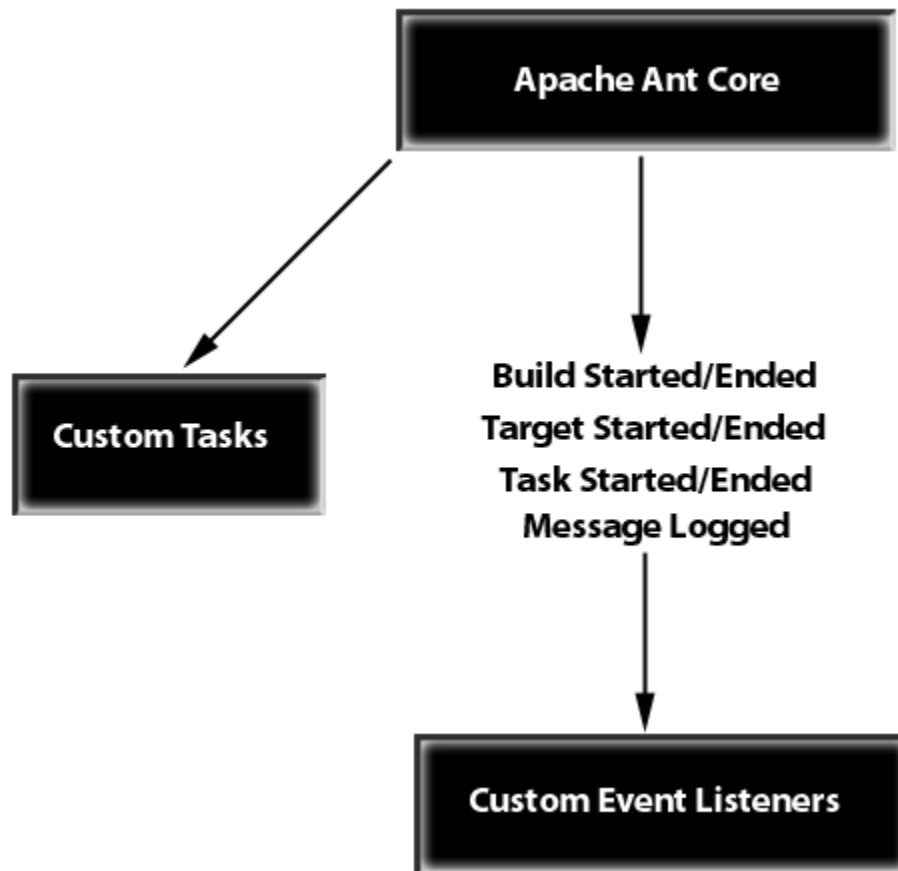 Apache Ant Core
Custom Tasks
Build Started/Ended
Target Started/Ended
Task Started/Ended
Message Logged
Custom Event Listeners